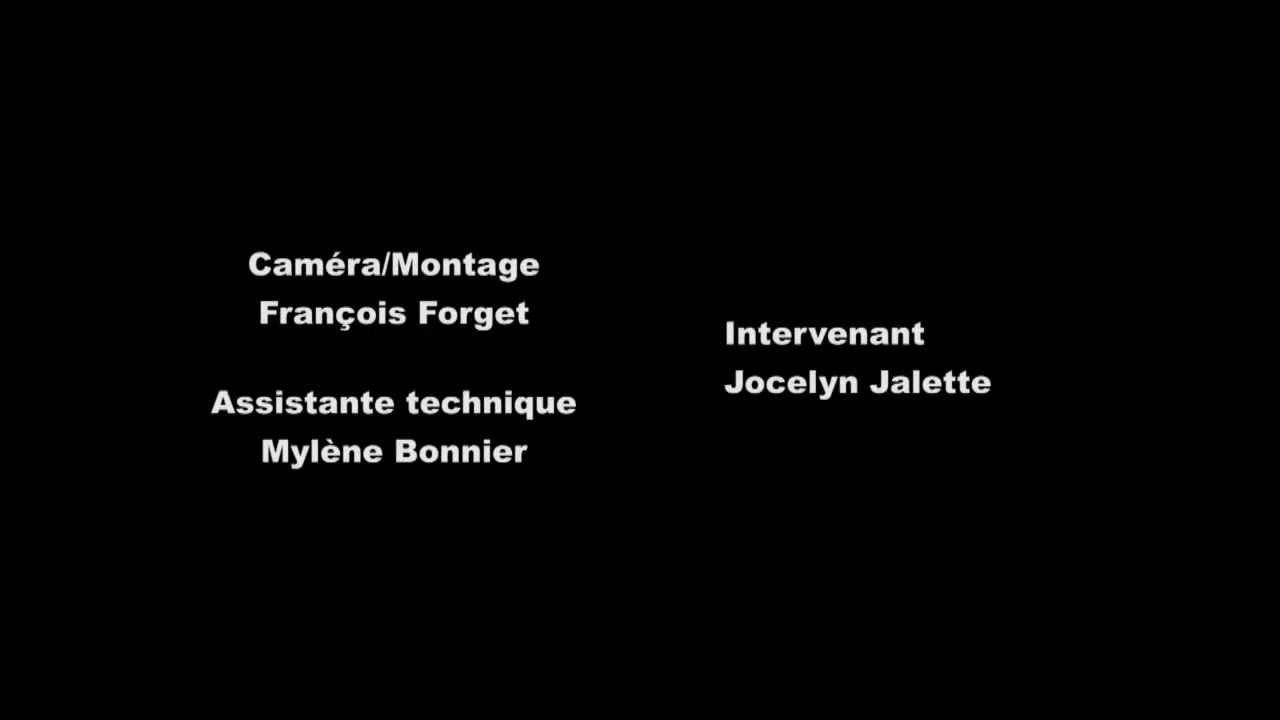 Caméra/Montage
François Forget
Assistante technique
Mylène Bonnier
Intervenant
Jocelyn Jalette